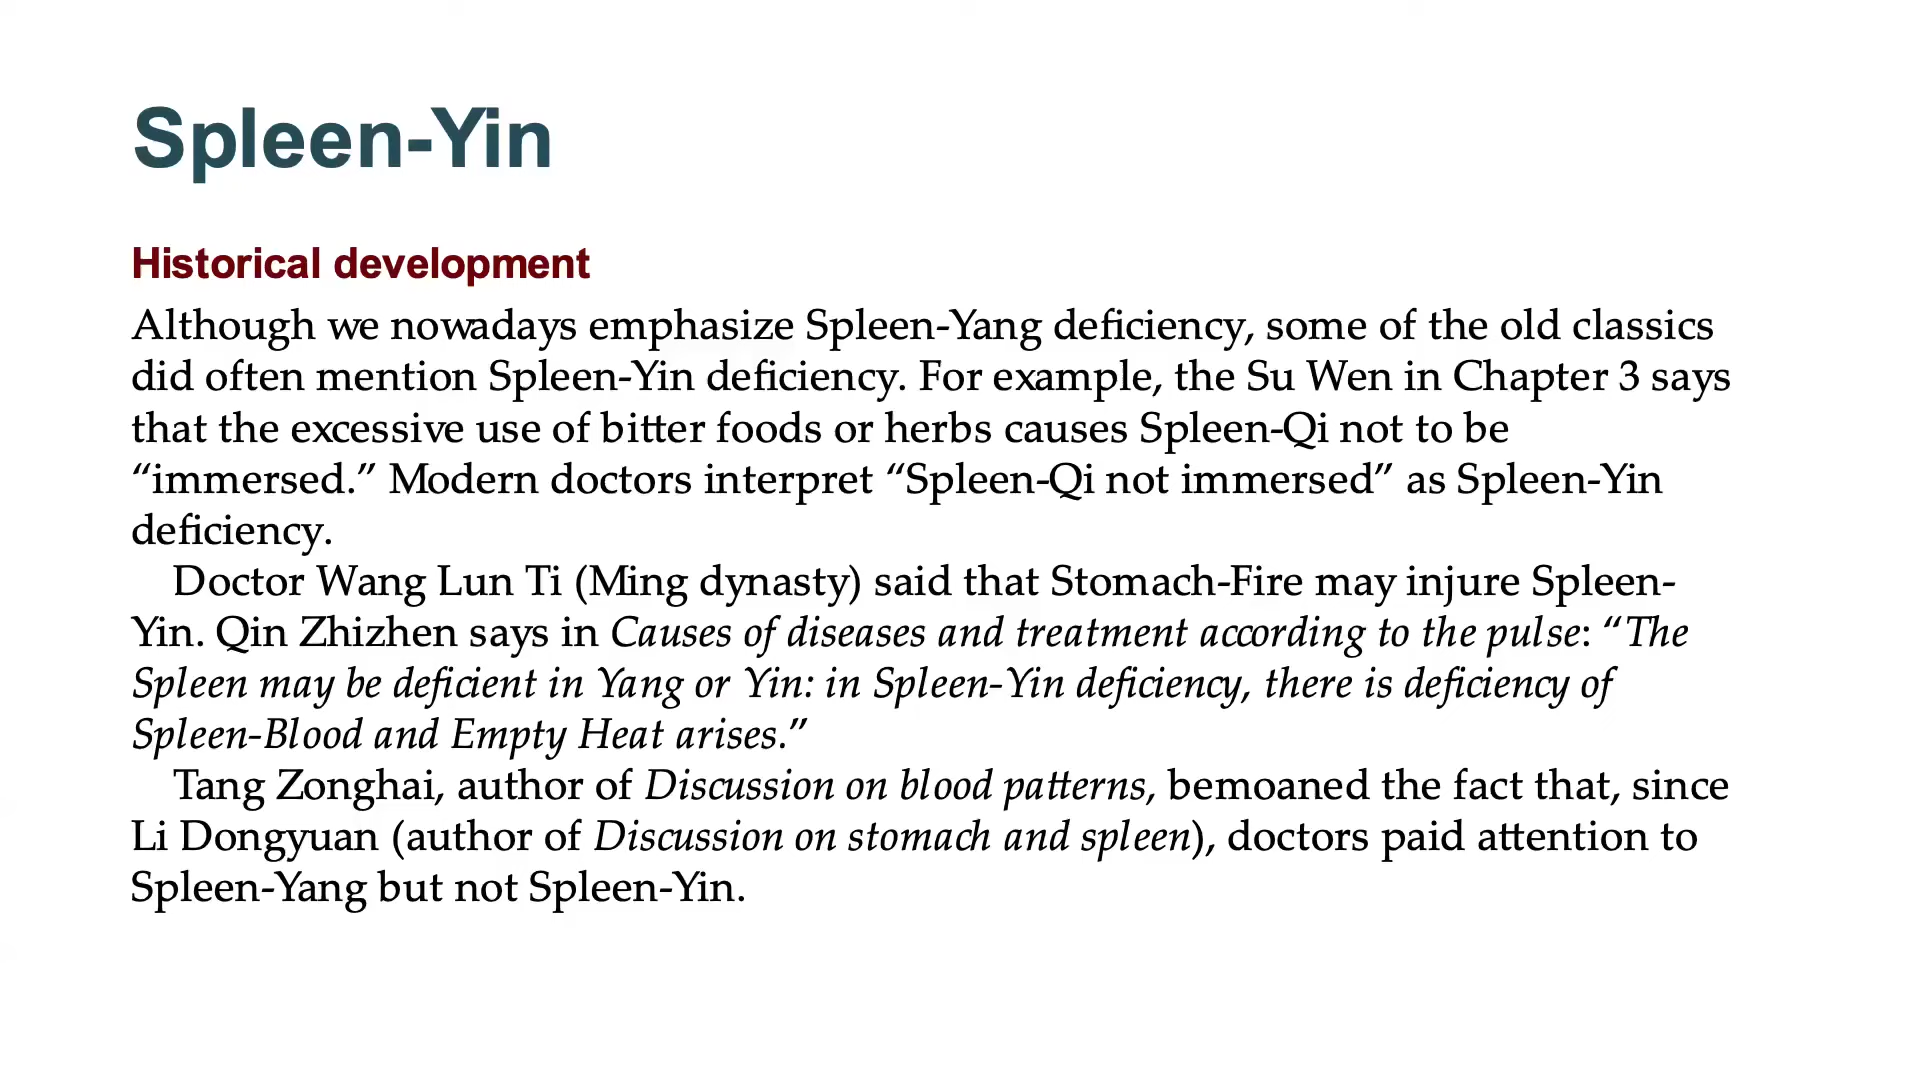 Spleen-Yin
Historical development
Although we nowadays emphasize Spleen-Yang deficiency, some of the old classics
did often mention Spleen-Yin deficiency. For example, the Su Wen in Chapter 3 says
that the excessive use of bitter foods or herbs causes Spleen-Qi not to be
“immersed.” Modern doctors interpret “Spleen-Qi not immersed” as Spleen-Yin
deficiency.
Doctor Wang Lun Ti (Ming dynasty) said that Stomach-Fire may injure Spleen-
Yin. Qin Zhizhen says in Causes of diseases and treatment according to the pulse: “The
Spleen may be deficient in Yang or Yin: in Spleen-Yin deficiency, there is deficiency of
Spleen-Blood and Empty Heat arises.”
Tang Zonghai, author of Discussion on blood patterns, bemoaned the fact that, since
Li Dongyuan (author of Discussion on stomach and spleen), doctors paid attention to
Spleen-Yang but not Spleen-Yin.